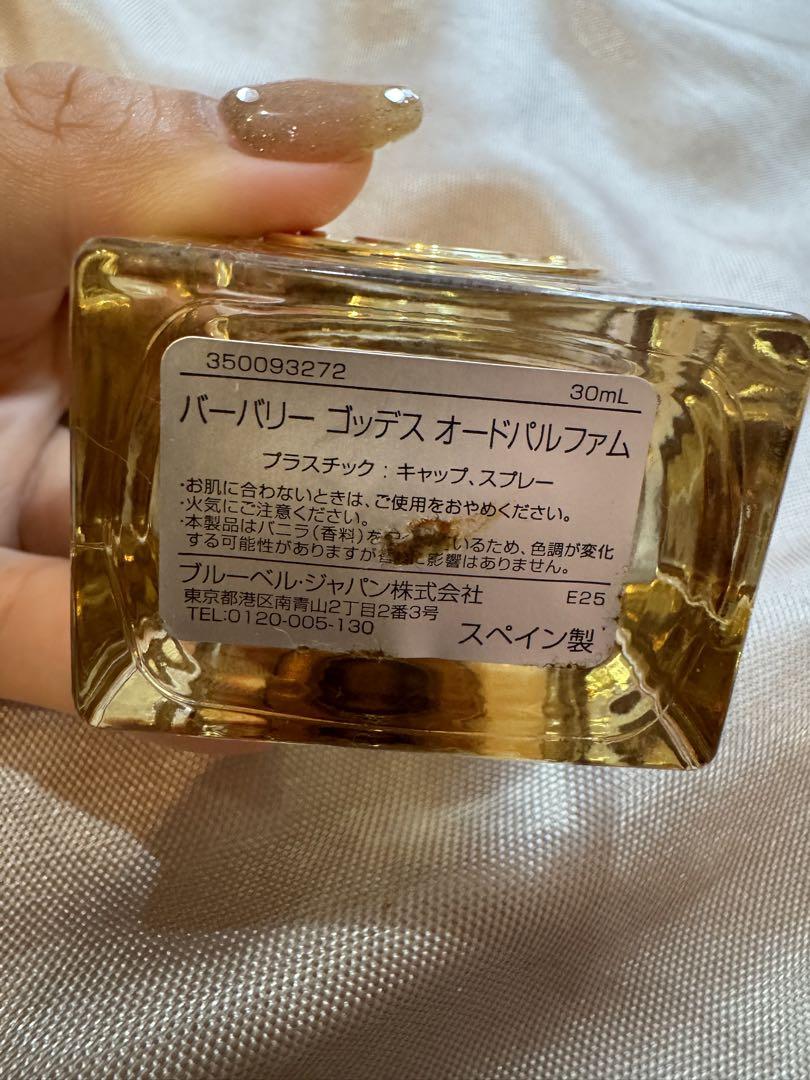 350093272
30mL
バーバリー ゴッデス オードパルファム
プラスチック : キャップ、スプレー
・お肌に合わないときは、ご使用をおやめください。
・火気にご注意ください。
・本製品はバニラ(香料)を いるため、色調が変化
する可能性がありますが 影響はありません。
ブルーベル・ジャパン株式会社
E25
東京都港区南青山2丁目2番3号
TEL:0120-005-130
スペイン製